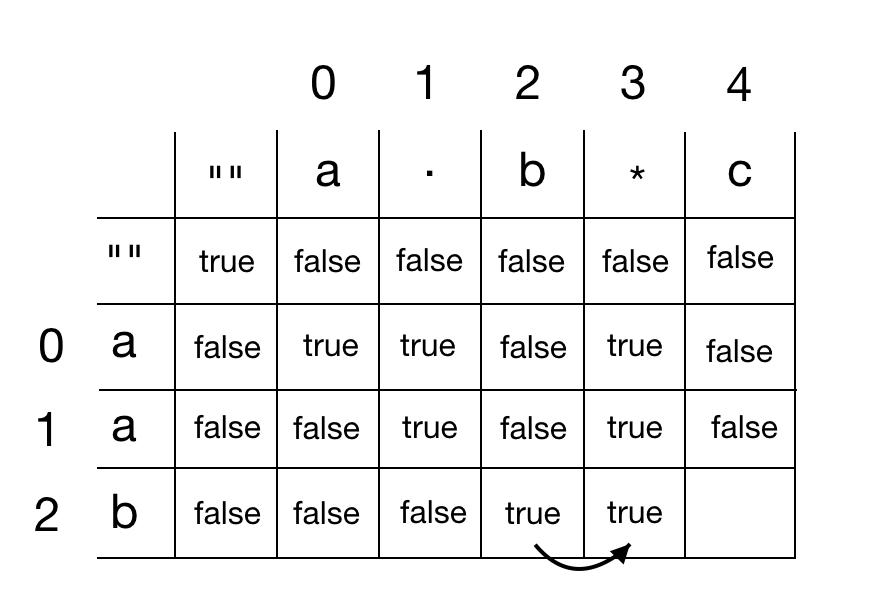 0 1 2 3 4
"" a . b * c
"" true false false false false false
0 a false true true false true false
1 a false false true false true false
2 b false false false true true